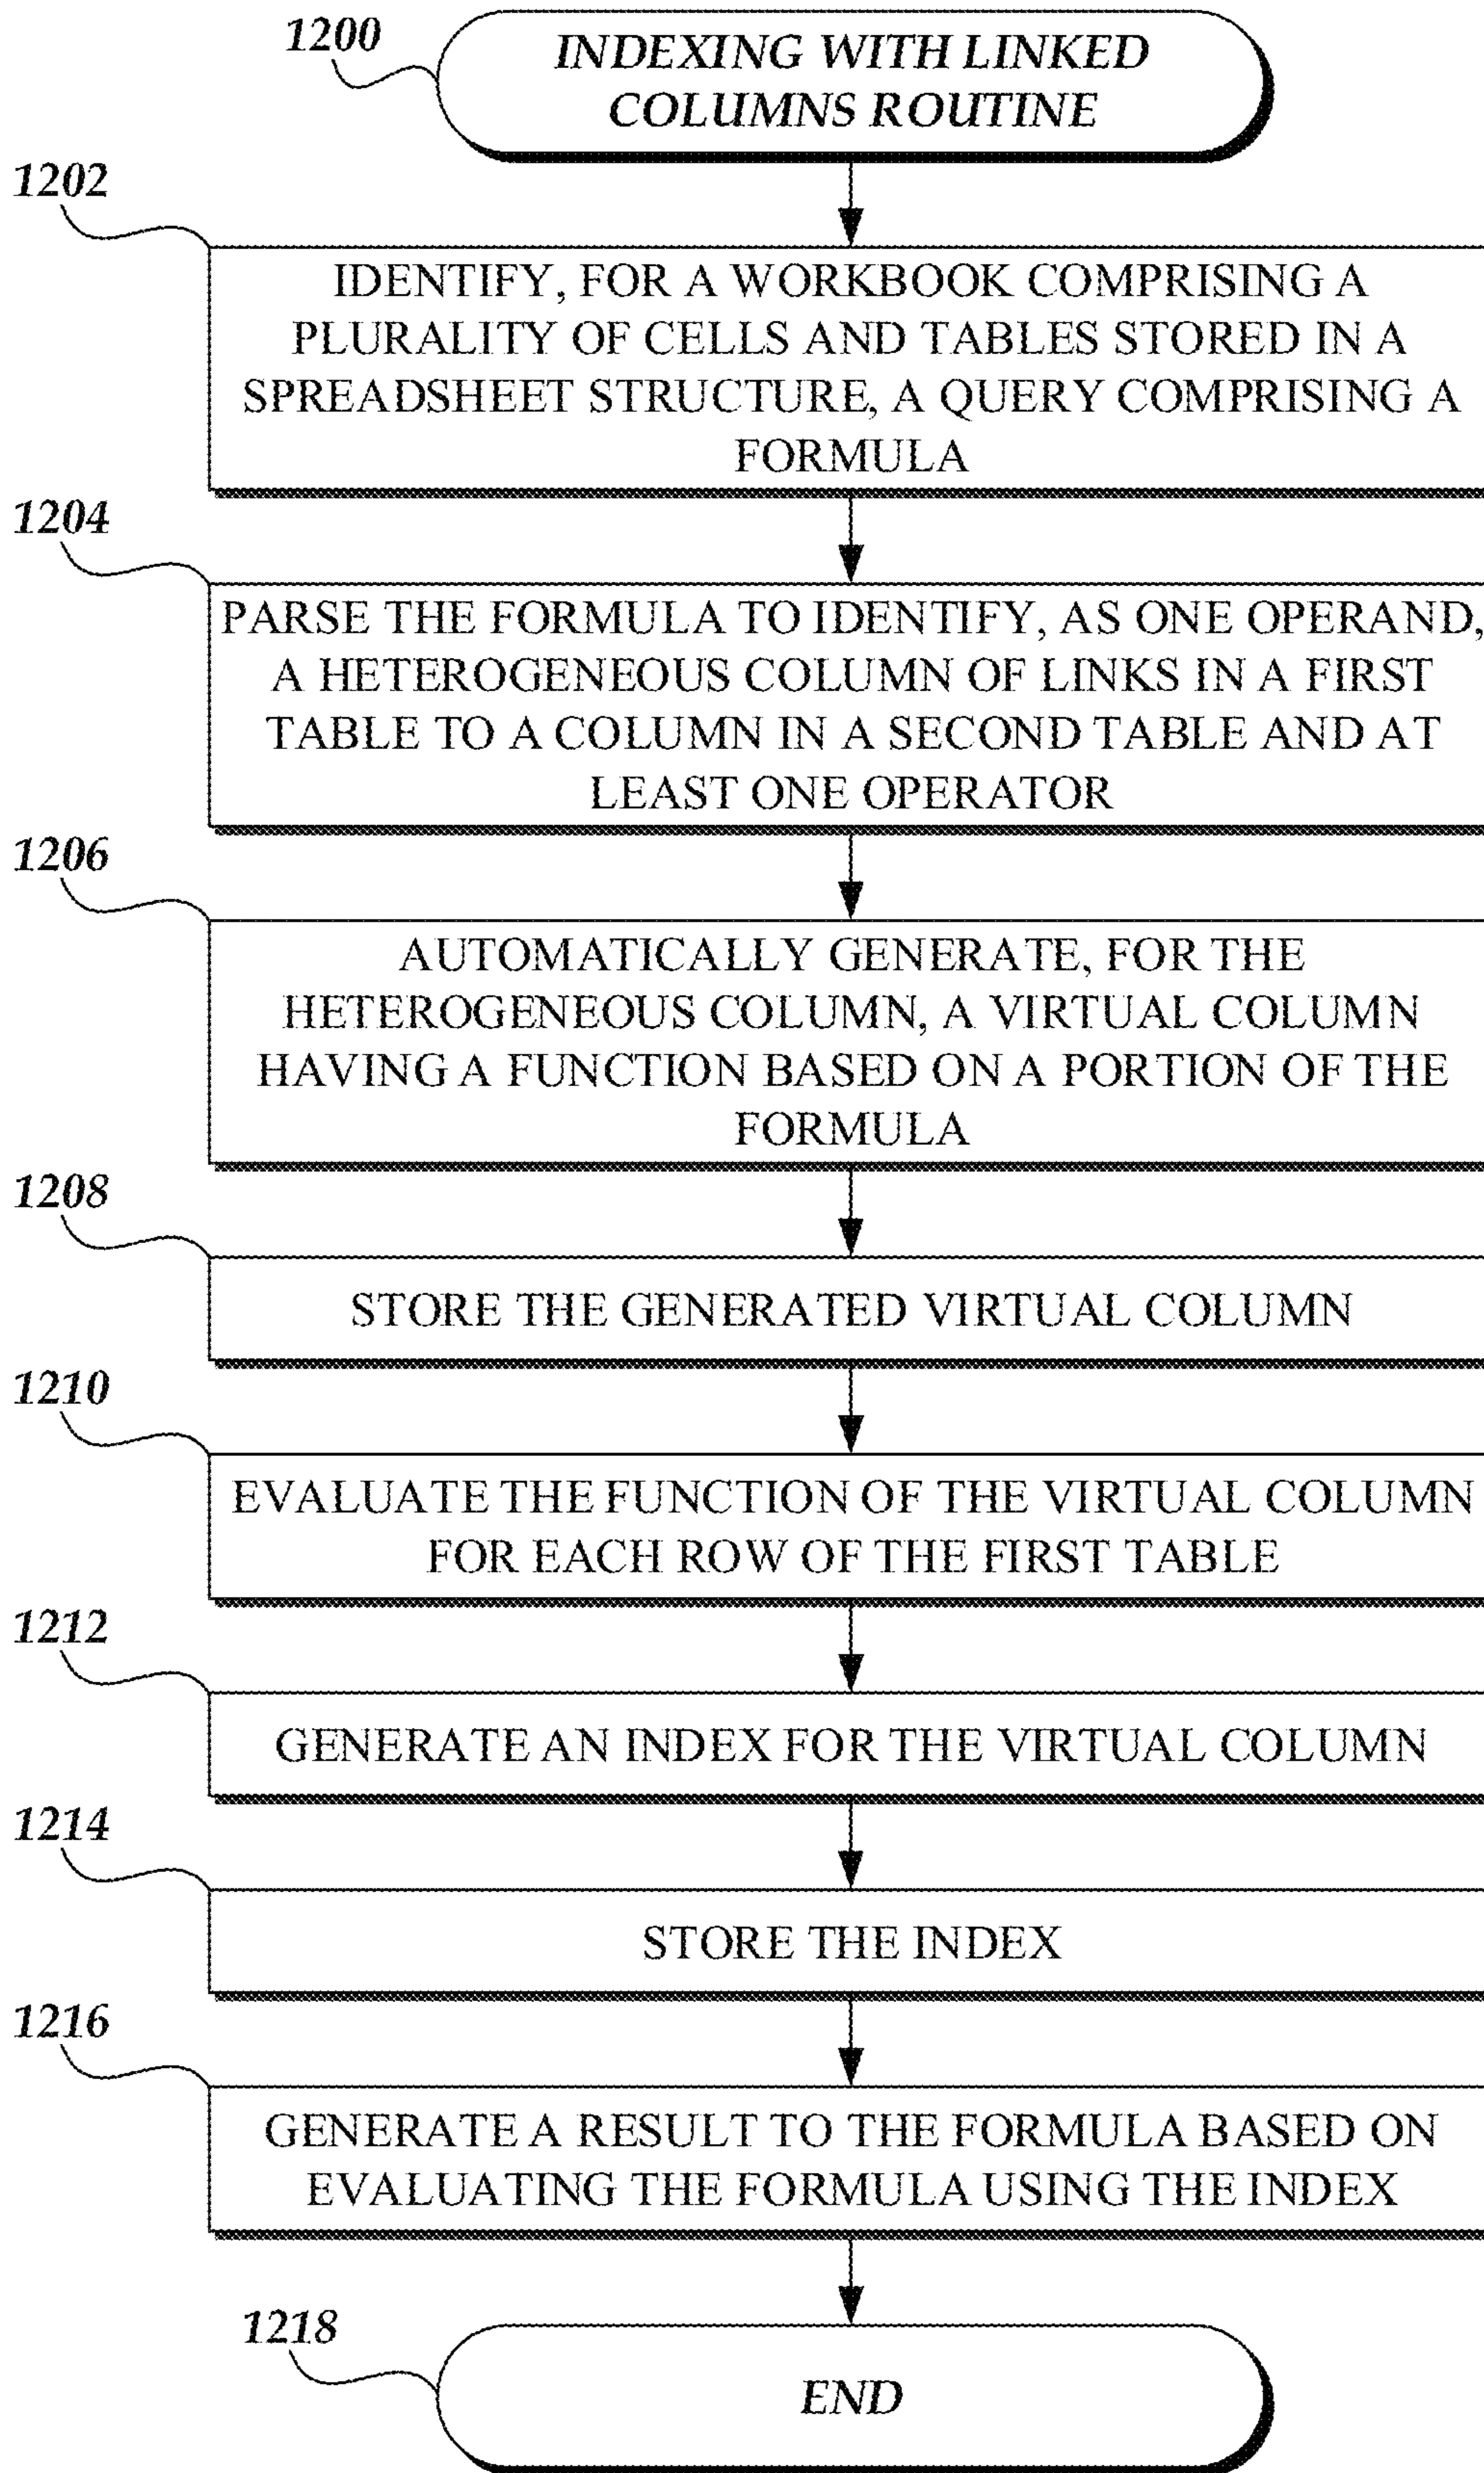 1200
INDEXING WITH LINKED
COLUMNS ROUTINE
1202
IDENTIFY, FOR A WORKBOOK COMPRISING A
PLURALITY OF CELLS AND TABLES STORED IN A
SPREADSHEET STRUCTURE, A QUERY COMPRISING A
FORMULA
1204
PARSE THE FORMULA TO IDENTIFY, AS ONE OPERAND,
A HETEROGENEOUS COLUMN OF LINKS IN A FIRST
TABLE TO A COLUMN IN A SECOND TABLE AND AT
LEAST ONE OPERATOR
1206
AUTOMATICALLY GENERATE, FOR THE
HETEROGENEOUS COLUMN, A VIRTUAL COLUMN
HAVING A FUNCTION BASED ON A PORTION OF THE
FORMULA
1208
STORE THE GENERATED VIRTUAL COLUMN
1210
EVALUATE THE FUNCTION OF THE VIRTUAL COLUMN
FOR EACH ROW OF THE FIRST TABLE
1212
GENERATE AN INDEX FOR THE VIRTUAL COLUMN
1214
STORE THE INDEX
1216
GENERATE A RESULT TO THE FORMULA BASED ON
EVALUATING THE FORMULA USING THE INDEX
1218
END